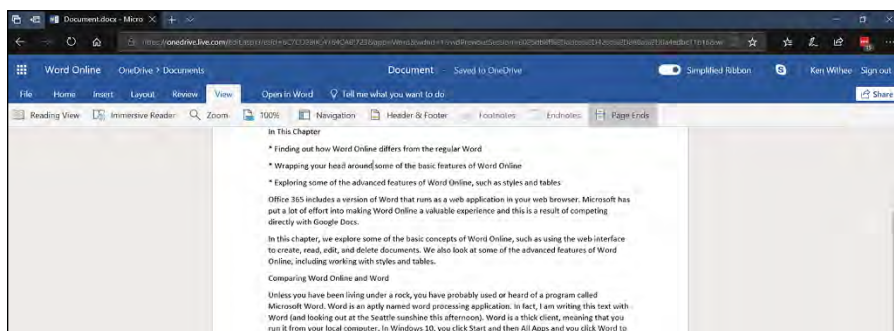 Document.docx - Micro
onedrive.live.com
Word Online OneDrive > Documents Document - Saved to OneDrive Simplified Ribbon Ken Withee Sign out
File Home Insert Layout Review View Open in Word Tell me what you want to do Share
Reading View Immersive Reader Zoom 100% Navigation Header & Footer Footnotes Endnotes Page Ends
In This Chapter
* Finding out how Word Online differs from the regular Word
* Wrapping your head around some of the basic features of Word Online
* Exploring some of the advanced features of Word Online, such as styles and tables
Office 365 includes a version of Word that runs as a web application in your web browser. Microsoft has
put a lot of effort into making Word Online a valuable experience and this is a result of competing
directly with Google Docs.
In this chapter, we explore some of the basic concepts of Word Online, such as using the web interface
to create, read, edit, and delete documents. We also look at some of the advanced features of Word
Online, including working with styles and tables.
Comparing Word Online and Word
Unless you have been living under a rock, you have probably used or heard of a program called
Microsoft Word. Word is an aptly named word processing application. In fact, I am writing this text with
Word (and looking out at the Seattle sunshine this afternoon). Word is a thick client, meaning that you
run it from your local computer. In Windows 10, you click Start and then All Apps and you click Word to